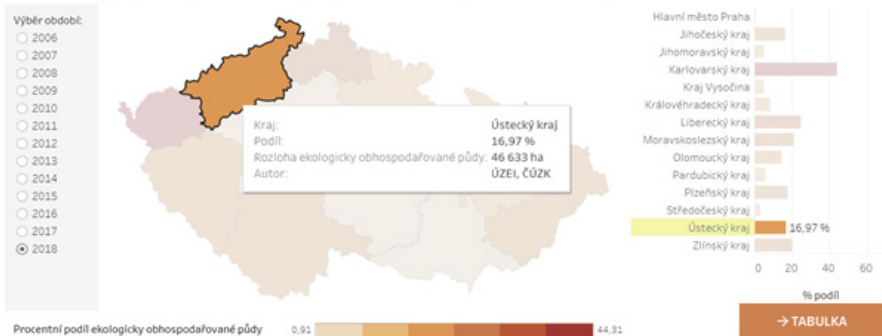 Výběr období:
2006
2007
2008
2009
2010
2011
2012
2013
2014
2015
2016
2017
2018
Kraj: Ústecký kraj
Podíl: 16,97 %
Rozloha ekologicky obhospodařované půdy: 46 633 ha
Autor: ÚZEI, ČÚZK
Hlavní město Praha
Jihočeský kraj
Jihomoravský kraj
Karlovarský kraj
Kraj Vysočina
Královéhradecký kraj
Liberecký kraj
Moravskoslezský kraj
Olomoucký kraj
Pardubický kraj
Plzeňský kraj
Středočeský kraj
Ústecký kraj 16,97 %
Zlínský kraj
0 20 40 60
% podíl
Procentní podíl ekologicky obhospodařované půdy 0,91 44,31
→ TABULKA